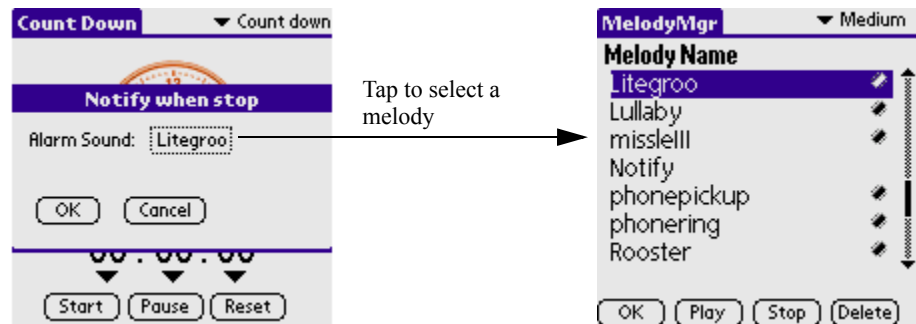 Count Down
Count down
Notify when stop
Alarm Sound: Litegroo
OK Cancel
00 : 00 : 00
Start Pause Reset
Tap to select a
melody
MelodyMgr
Medium
Melody Name
Litegroo
Lullaby
misslelll
Notify
phonepickup
phonering
Rooster
OK Play Stop Delete